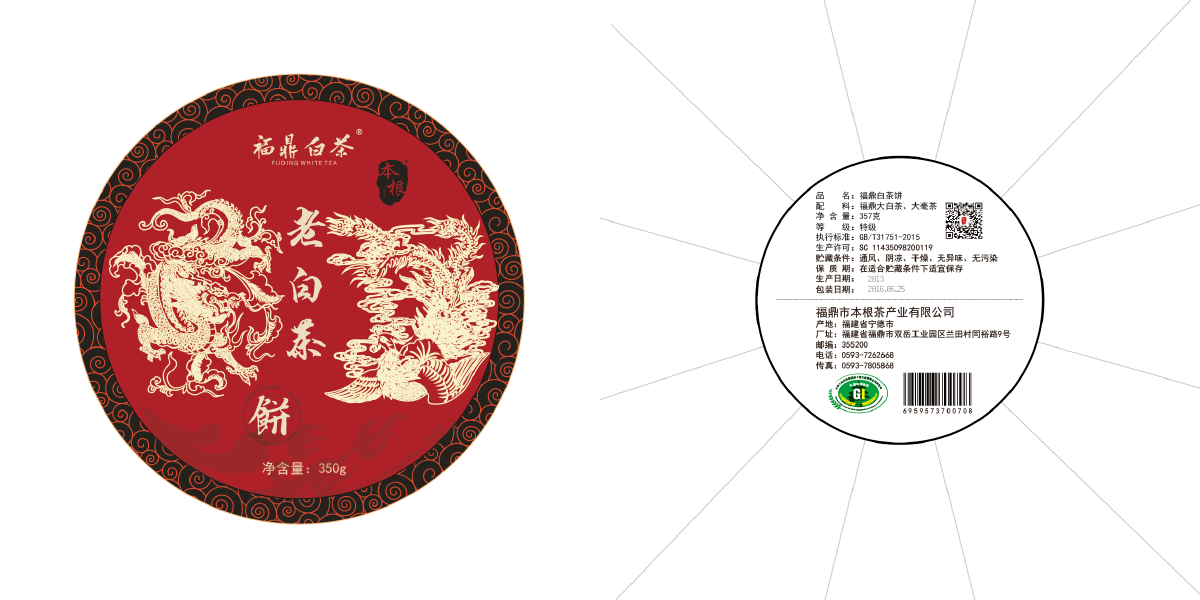 福鼎白茶®
FUDING WHITE TEA
本根
老白茶
餅
净含量：350g
品　　名：福鼎白茶饼
配　　料：福鼎大白茶、大毫茶
净 含 量：357克
等　　级：特级
执行标准：GB/T31751-2015
生产许可：SC 11435098200119
贮藏条件：通风、阴凉、干燥、无异味、无污染
保 质 期：在适合贮藏条件下适宜保存
生产日期：2013
包装日期：2016.06.25
福鼎市本根茶产业有限公司
产地：福建省宁德市
厂址：福建省福鼎市双岳工业园区兰田村同裕路9号
邮编：355200
电话：0593-7262668
传真：0593-7805868
GI
6959573700708